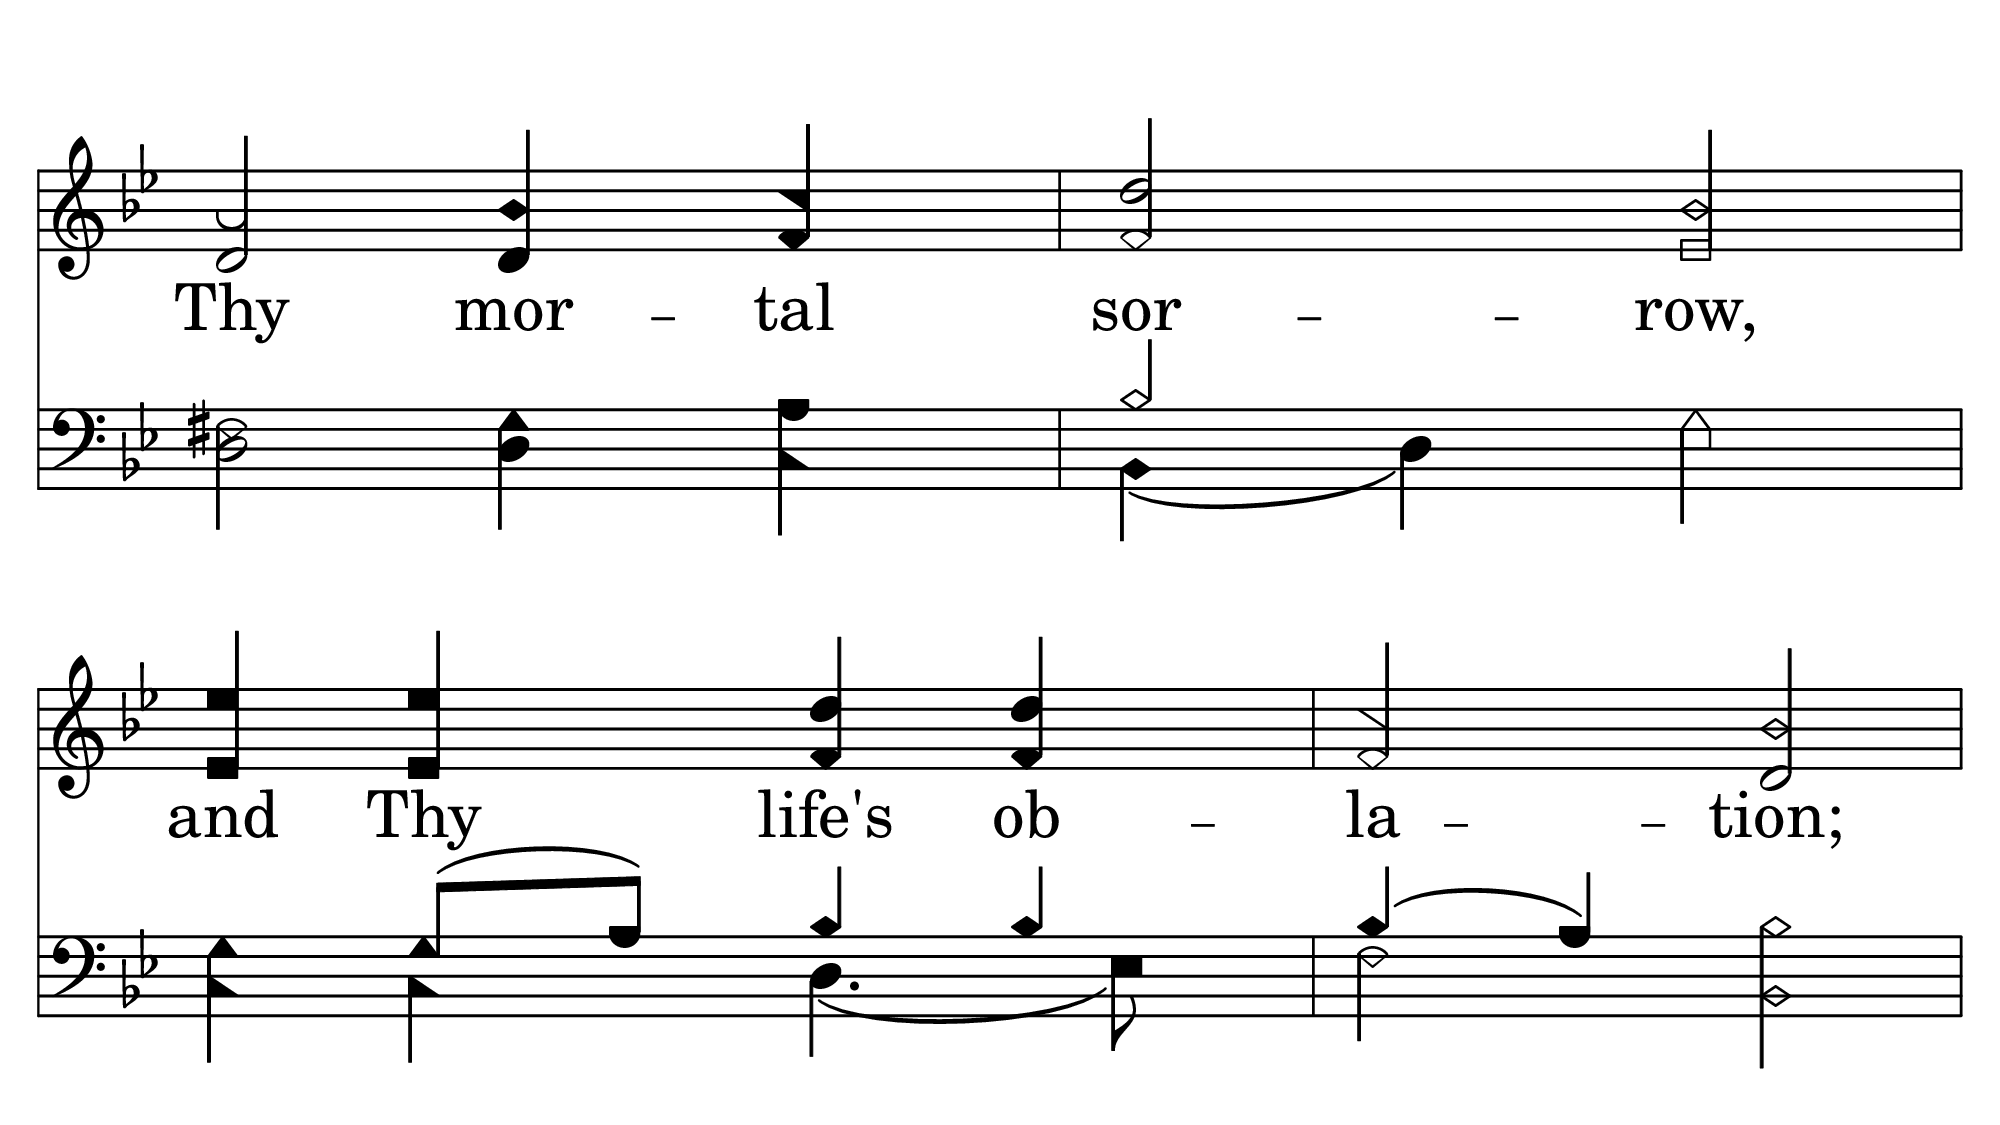 Thy mor – tal sor – – row,
and Thy life's ob – la – – tion;